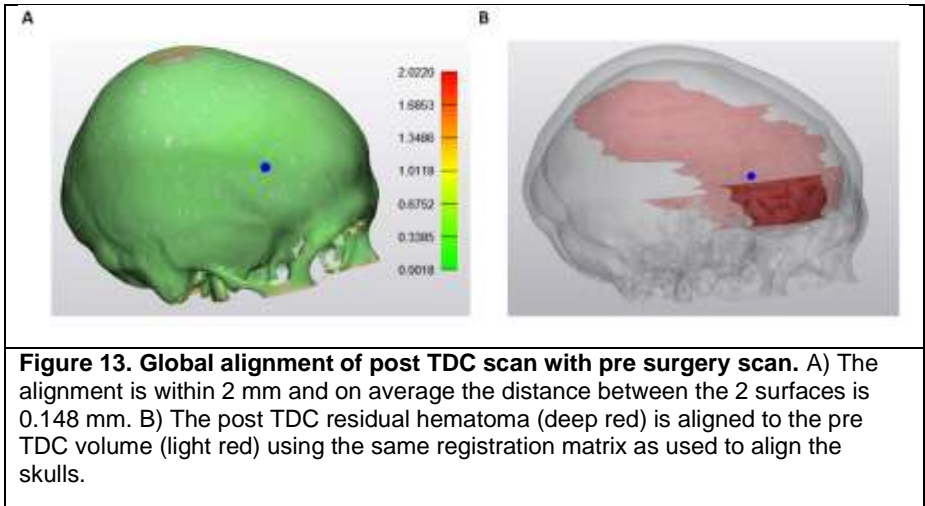 A
B
2.0220
1.6853
1.3486
1.0118
0.6752
0.3385
0.0018
Figure 13. Global alignment of post TDC scan with pre surgery scan. A) The
alignment is within 2 mm and on average the distance between the 2 surfaces is
0.148 mm. B) The post TDC residual hematoma (deep red) is aligned to the pre
TDC volume (light red) using the same registration matrix as used to align the
skulls.